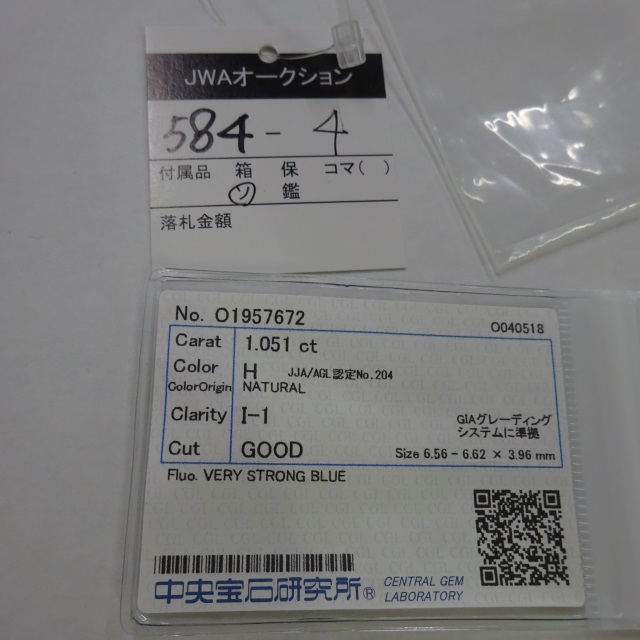 JWAオークション
584-4
付属品 箱 保 コマ( )
ソ 鑑
落札金額
No. O1957672
O040518
Carat 1.051 ct
Color H JJA/AGL認定No.204
ColorOrigin NATURAL
Clarity I-1
GIAグレーディング
システムに準拠
Cut GOOD Size 6.56 - 6.62 × 3.96 mm
Fluo. VERY STRONG BLUE
中央宝石研究所® CENTRAL GEM
LABORATORY